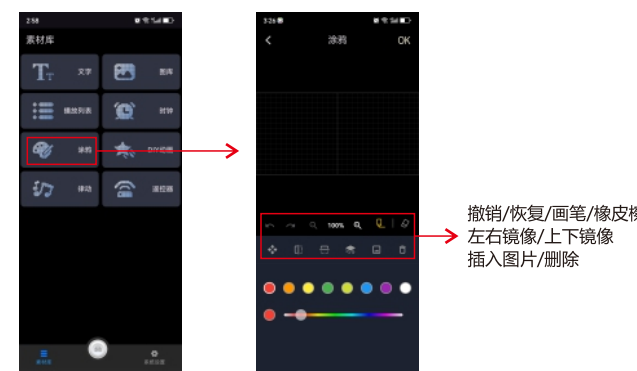 2:58
素材库
文字
图库
播放列表
时钟
涂鸦
律动
遥控器
素材库
系统设置
3:26
涂鸦
OK
100%
撤销/恢复/画笔/橡皮
左右镜像/上下镜像
插入图片/删除